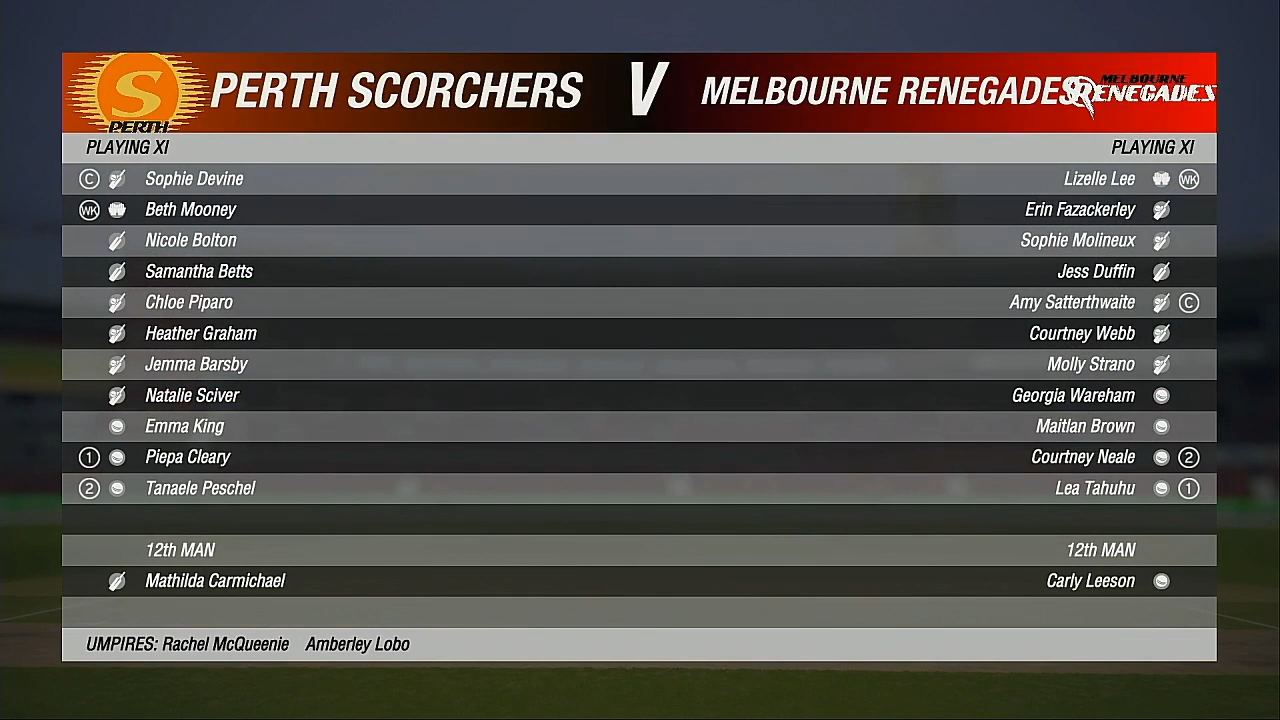 PERTH SCORCHERS V MELBOURNE RENEGADES
S PERTH
MELBOURNE RENEGADES
PLAYING XI PLAYING XI
C Sophie Devine Lizelle Lee WK
WK Beth Mooney Erin Fazackerley
Nicole Bolton Sophie Molineux
Samantha Betts Jess Duffin
Chloe Piparo Amy Satterthwaite C
Heather Graham Courtney Webb
Jemma Barsby Molly Strano
Natalie Sciver Georgia Wareham
Emma King Maitlan Brown
1 Piepa Cleary Courtney Neale 2
2 Tanaele Peschel Lea Tahuhu 1
12th MAN 12th MAN
Mathilda Carmichael Carly Leeson
UMPIRES: Rachel McQueenie Amberley Lobo